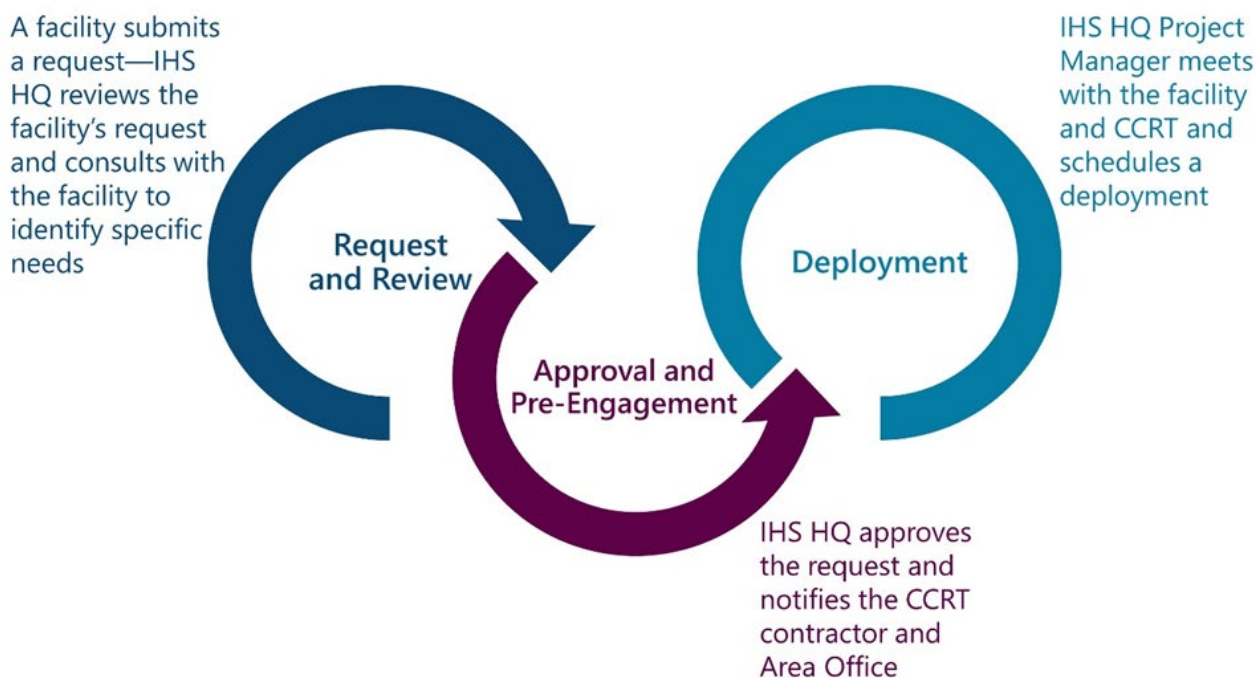 A facility submits
a request—IHS
HQ reviews the
facility’s request
and consults with
the facility to
identify specific
needs
Request
and Review
Approval and
Pre-Engagement
IHS HQ approves
the request and
notifies the CCRT
contractor and
Area Office
Deployment
IHS HQ Project
Manager meets
with the facility
and CCRT and
schedules a
deployment